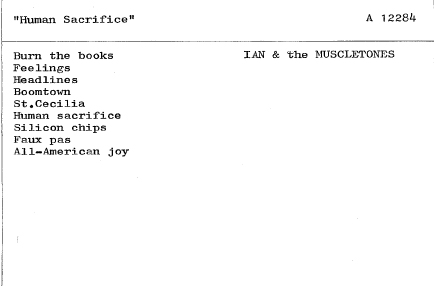 "Human Sacrifice" A 12284
Burn the books IAN & the MUSCLETONES
Feelings
Headlines
Boomtown
St.Cecilia
Human sacrifice
Silicon chips
Faux pas
All-American joy